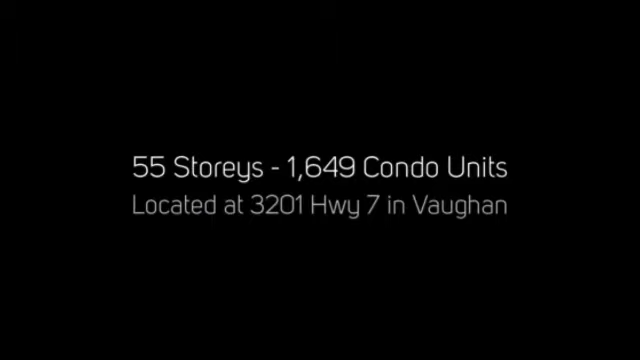 55 Storeys - 1,649 Condo Units
Located at 3201 Hwy 7 in Vaughan